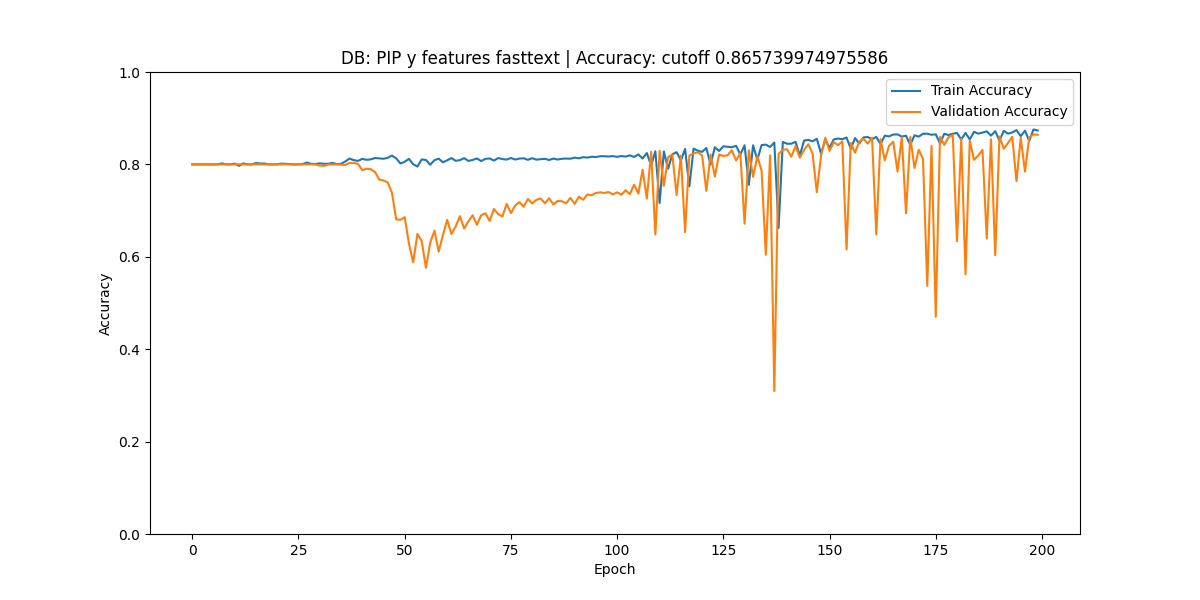 DB: PIP y features fasttext | Accuracy: cutoff 0.865739974975586
1.0
Train Accuracy
Validation Accuracy
0.8
0.6
Accuracy
0.4
0.2
0.0
0 25 50 75 100 125 150 175 200
Epoch